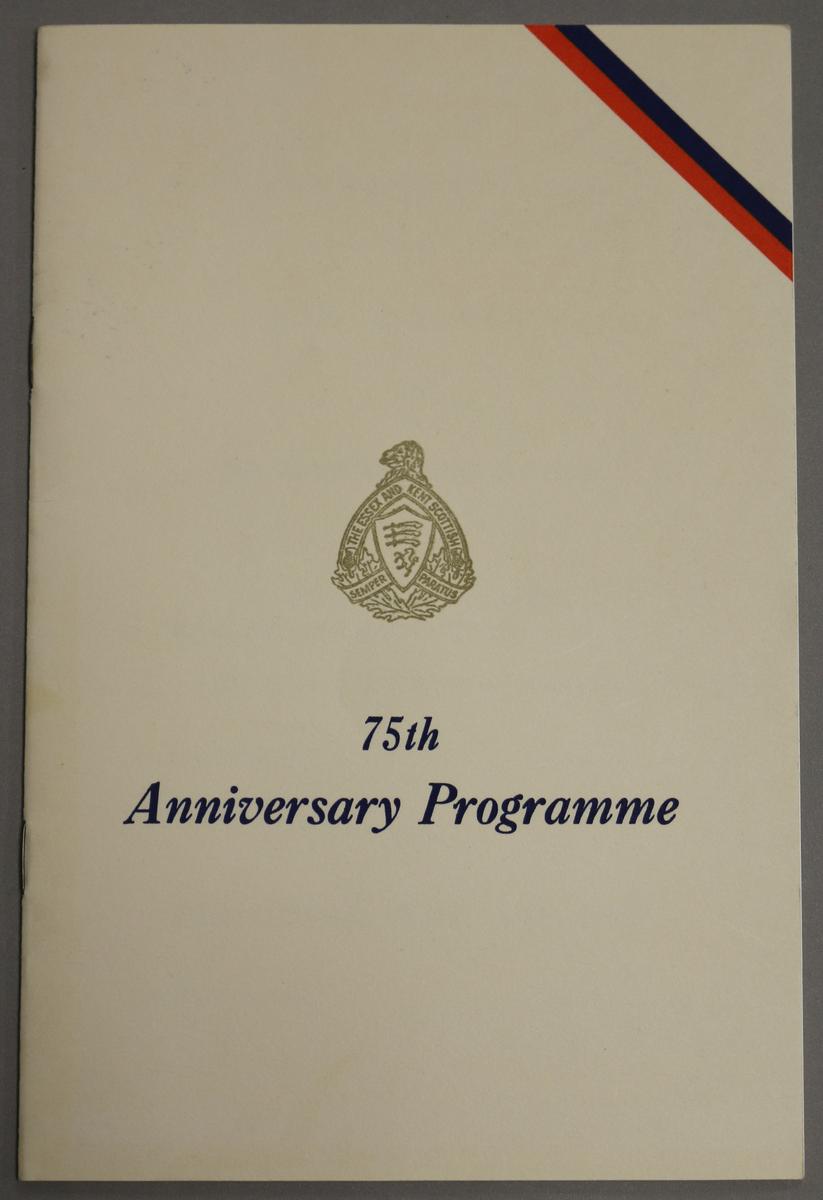 THE ESSEX AND KENT SCOTTISH
SEMPER PARATUS
75th
Anniversary Programme